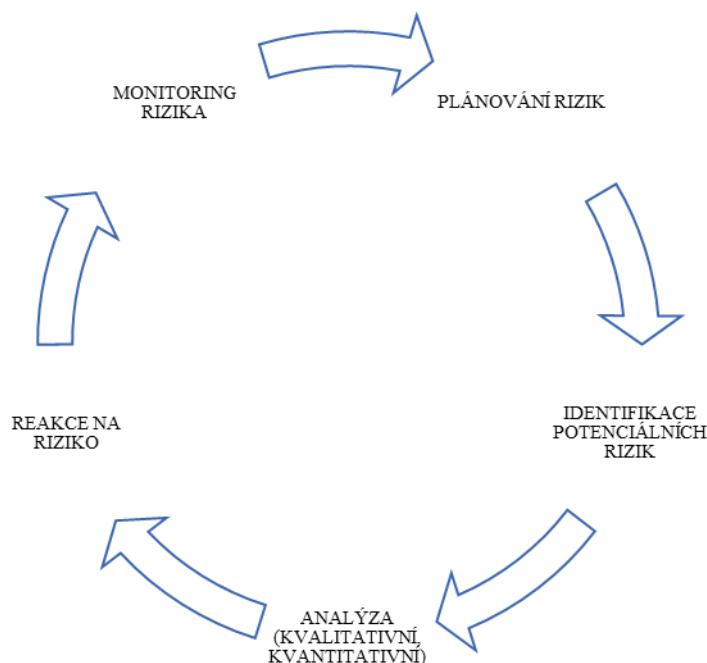 MONITORING
RIZIKA
PLÁNOVÁNÍ RIZIK
IDENTIFIKACE
POTENCIÁLNÍCH
RIZIK
ANALÝZA
(KVALITATIVNÍ,
KVANTITATIVNÍ)
REAKCE NA
RIZIKO